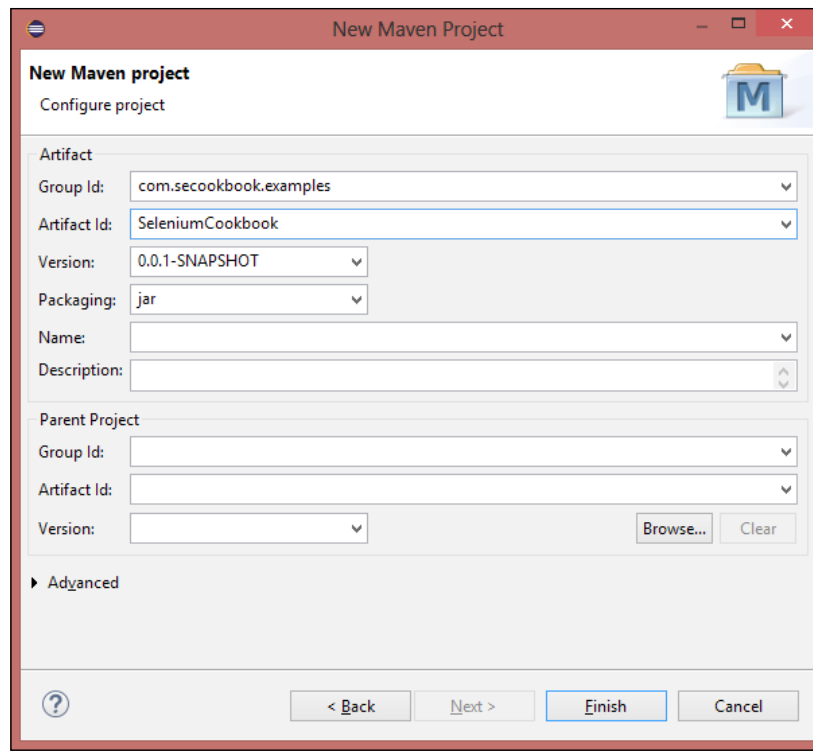 New Maven Project
New Maven project
Configure project
M
Artifact
Group Id: com.secookbook.examples
Artifact Id: SeleniumCookbook
Version: 0.0.1-SNAPSHOT
Packaging: jar
Name:
Description:
Parent Project
Group Id:
Artifact Id:
Version: Browse... Clear
Advanced
? < Back Next > Finish Cancel